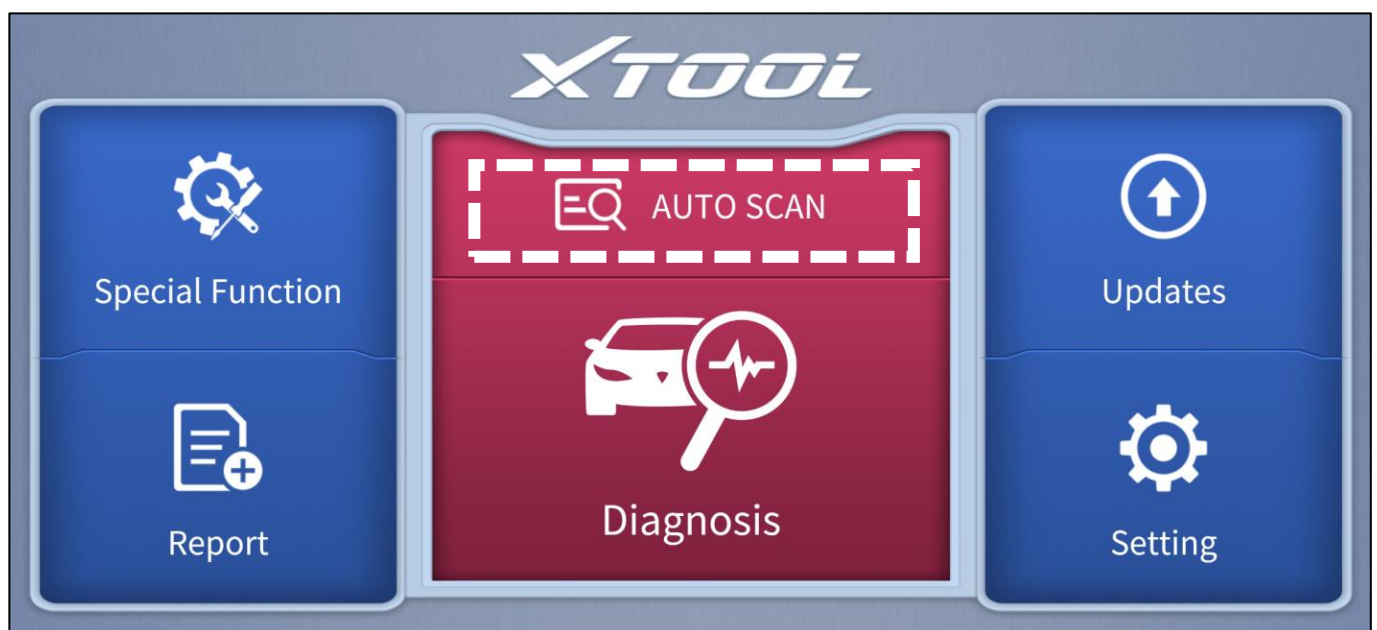 XTOOL
AUTO SCAN
Special Function
Updates
Diagnosis
Report
Setting